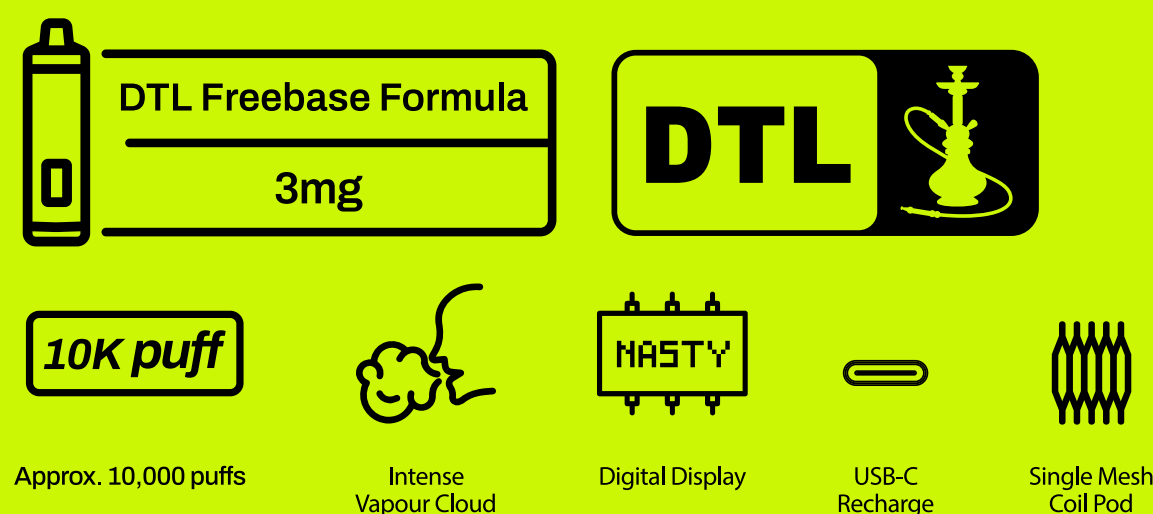 DTL Freebase Formula
3mg
DTL
10K puff
NASTY
Approx. 10,000 puffs
Intense
Vapour Cloud
Digital Display
USB-C
Recharge
Single Mesh
Coil Pod